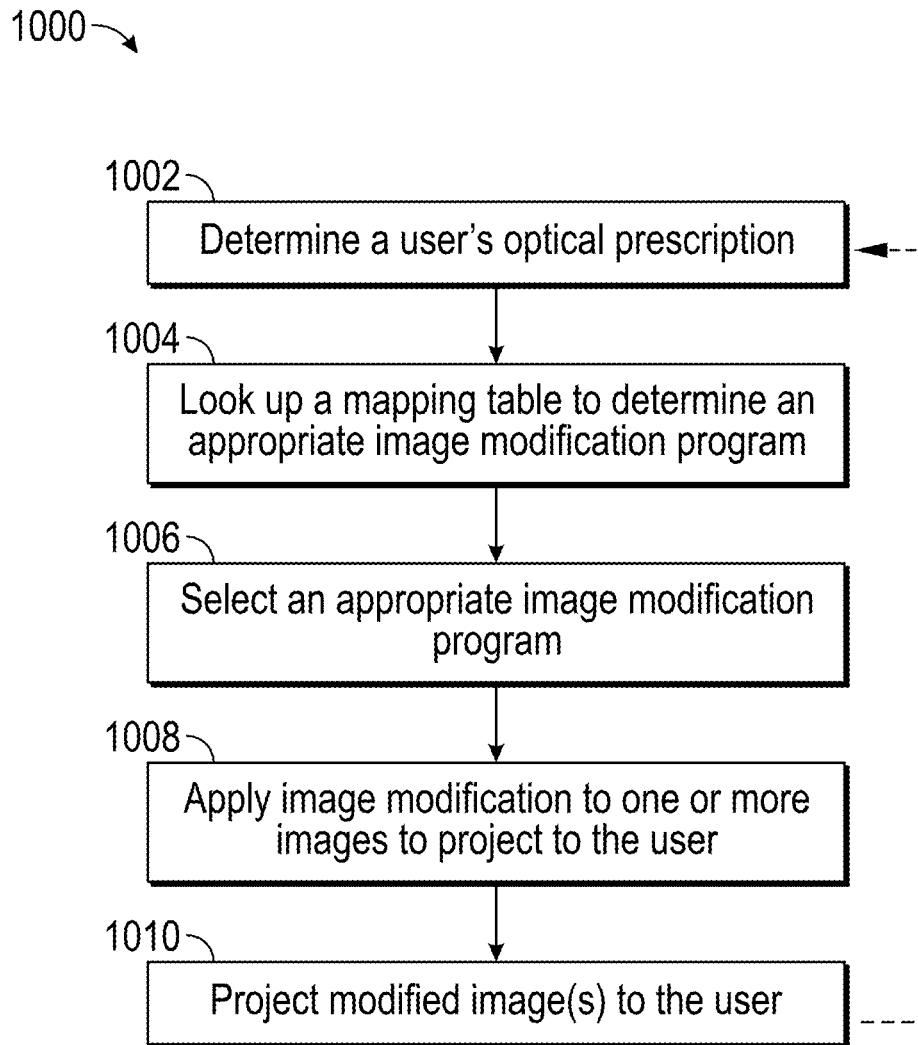 1000
1002
Determine a user’s optical prescription
1004
Look up a mapping table to determine an
appropriate image modification program
1006
Select an appropriate image modification
program
1008
Apply image modification to one or more
images to project to the user
1010
Project modified image(s) to the user